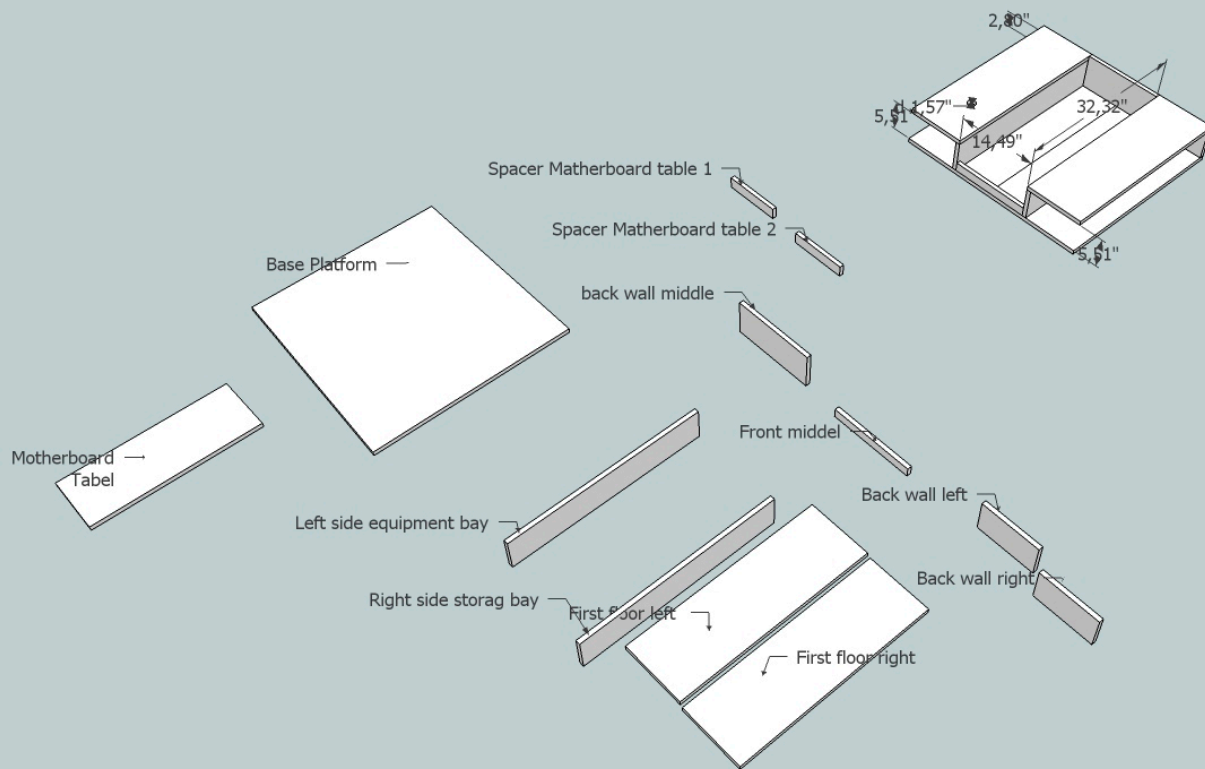 2,80"
d 1,57"
5,51"
32,32"
14,49"
5,51"
Spacer Matherboard table 1
Spacer Matherboard table 2
Base Platform
back wall middle
Motherboard
Tabel
Front middel
Left side equipment bay
Back wall left
Back wall right
Right side storag bay
First floor left
First floor right